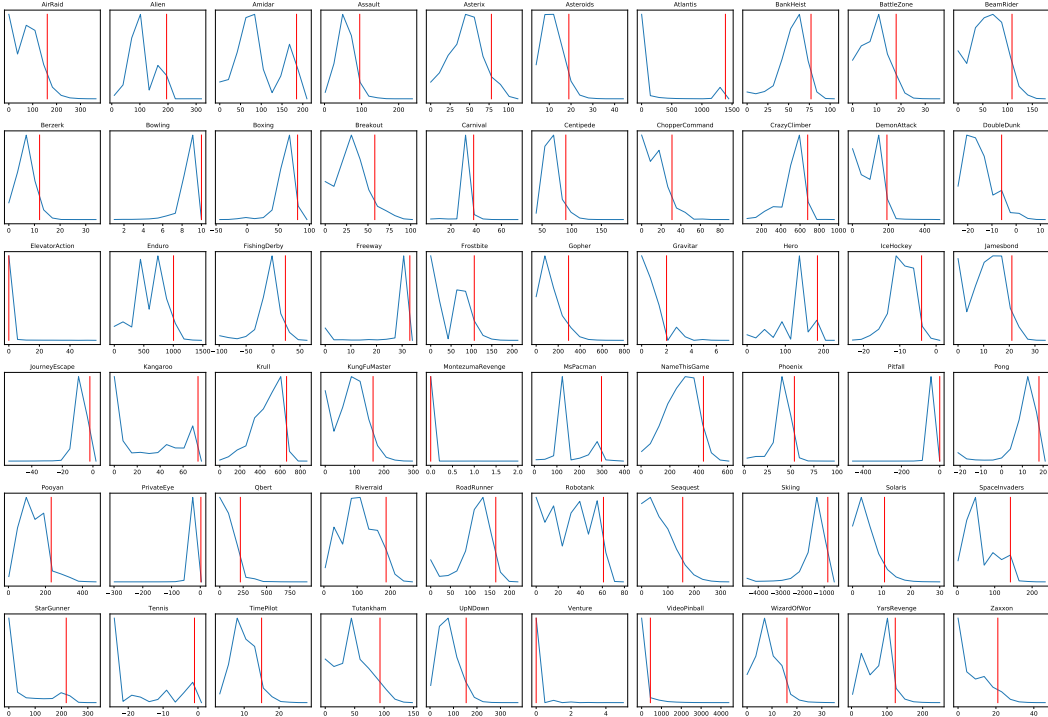 AirRaid Alien Amidar Assault Asterix Asteroids Atlantis BankHeist BattleZone BeamRider
0 100 200 300 0 100 200 300 0 50 100 150 200 0 100 200 0 25 50 75 100 0 20 40 0 500 1000 1500 0 25 50 75 100 0 20 40 0 50 100 150
Berzerk Bowling Boxing Breakout Carnival Centipede ChopperCommand CrazyClimber DemonAttack DoubleDunk
0 10 20 30 2 4 6 8 10 −50 0 50 100 0 25 50 75 100 0 20 40 60 50 100 150 0 20 40 60 80 0 200 400 600 800 1000 0 200 400 −20 −10 0 10
ElevatorAction Enduro FishingDerby Freeway Frostbite Gopher Gravitar Hero IceHockey Jamesbond
0 20 40 0 500 1000 1500 −100 −50 0 50 0 10 20 30 0 50 100 150 200 0 200 400 600 800 0 2 4 6 0 100 200 −20 −10 0 0 10 20 30
JourneyEscape Kangaroo Krull KungFuMaster MontezumaRevenge MsPacman NameThisGame Phoenix Pitfall Pong
−40 −20 0 0 20 40 60 0 200 400 600 800 0 100 200 300 0.0 0.5 1.0 1.5 2.0 0 100 200 300 400 0 200 400 600 0 25 50 75 100 −400 −200 0 −20 −10 0 10 20
Pooyan PrivateEye Qbert Riverraid RoadRunner Robotank Seaquest Skiing Solaris SpaceInvaders
0 200 400 −300 −200 −100 0 0 250 500 750 0 100 200 0 50 100 150 200 0 20 40 60 80 0 100 200 300 −4000 −3000 −2000 −1000 0 10 20 30 0 100 200
StarGunner Tennis TimePilot Tutankham UpNDown Venture VideoPinball WizardOfWor YarsRevenge Zaxxon
0 100 200 300 −20 −10 0 0 10 20 0 50 100 150 0 200 400 0 2 4 0 1000 2000 3000 4000 0 10 20 30 0 100 200 0 20 40